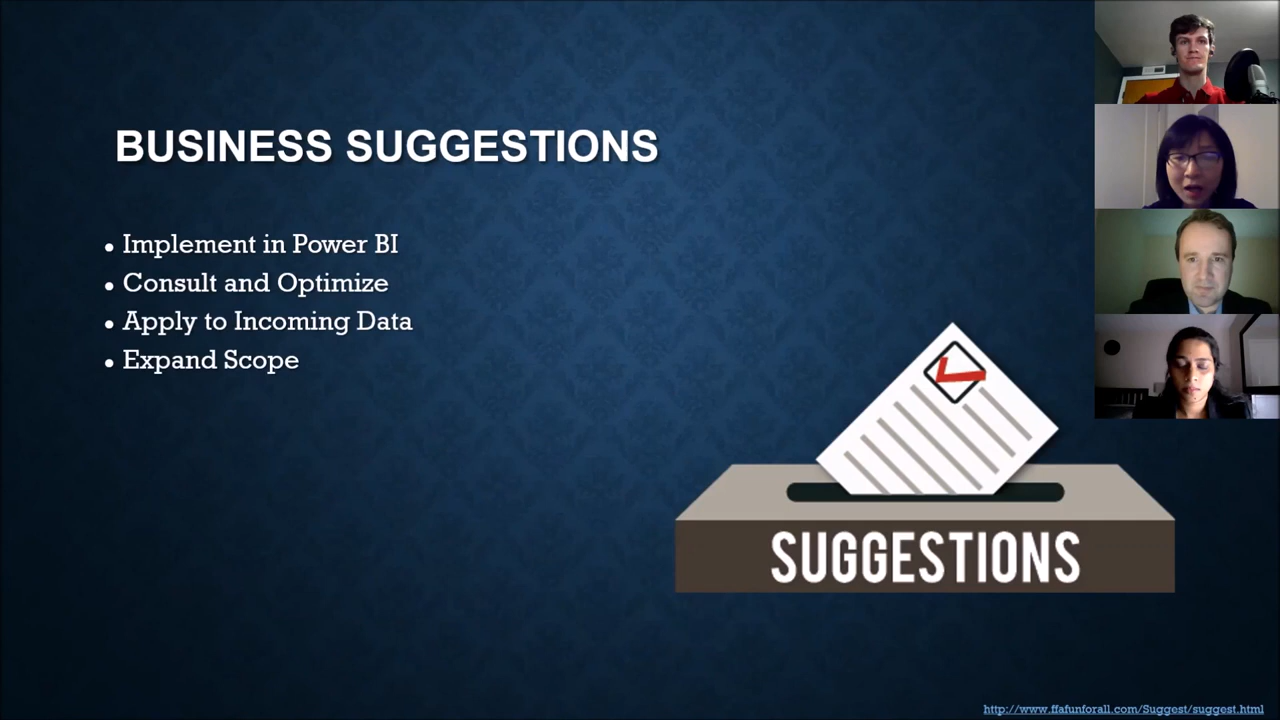 BUSINESS SUGGESTIONS
• Implement in Power BI
• Consult and Optimize
• Apply to Incoming Data
• Expand Scope
SUGGESTIONS
http://www.ffafunforall.com/Suggest/suggest.html